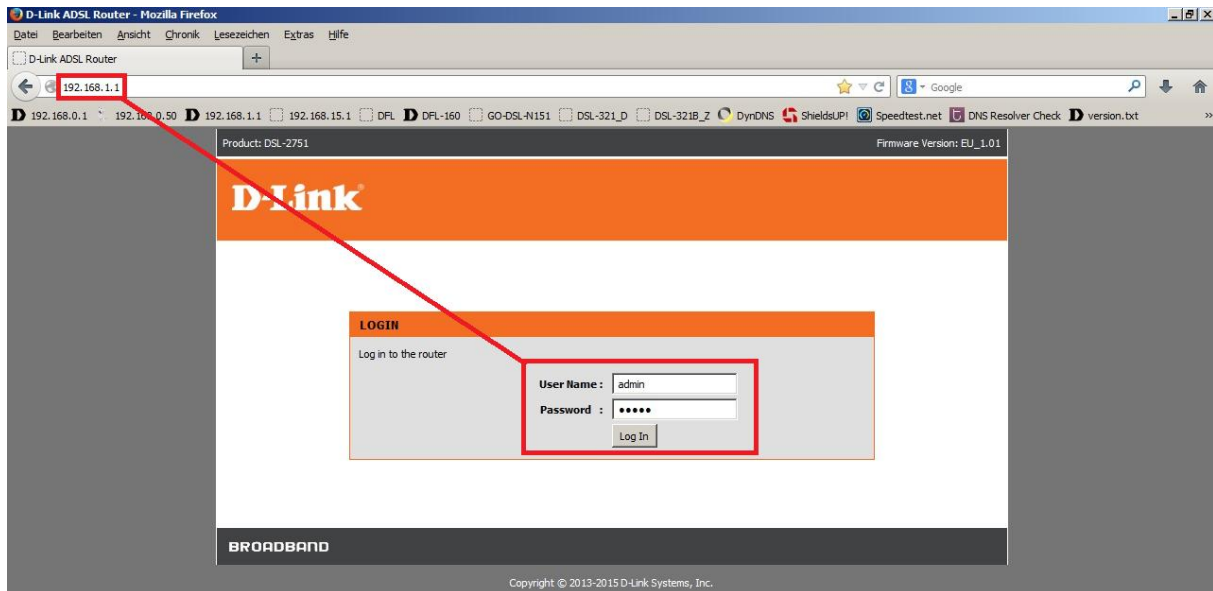 D-Link ADSL Router - Mozilla Firefox
Datei Bearbeiten Ansicht Chronik Lesezeichen Extras Hilfe
D-Link ADSL Router
192.168.1.1
Google
192.168.0.1 192.168.0.50 192.168.1.1 192.168.15.1 DFL DFL-160 GO-DSL-N151 DSL-321_D DSL-321B_Z DynDNS ShieldsUP! Speedtest.net DNS Resolver Check version.txt
Product: DSL-2751 Firmware Version: EU_1.01
D-Link
LOGIN
Log in to the router
User Name : admin
Password : •••••
Log In
BROADBAND
Copyright © 2013-2015 D-Link Systems, Inc.